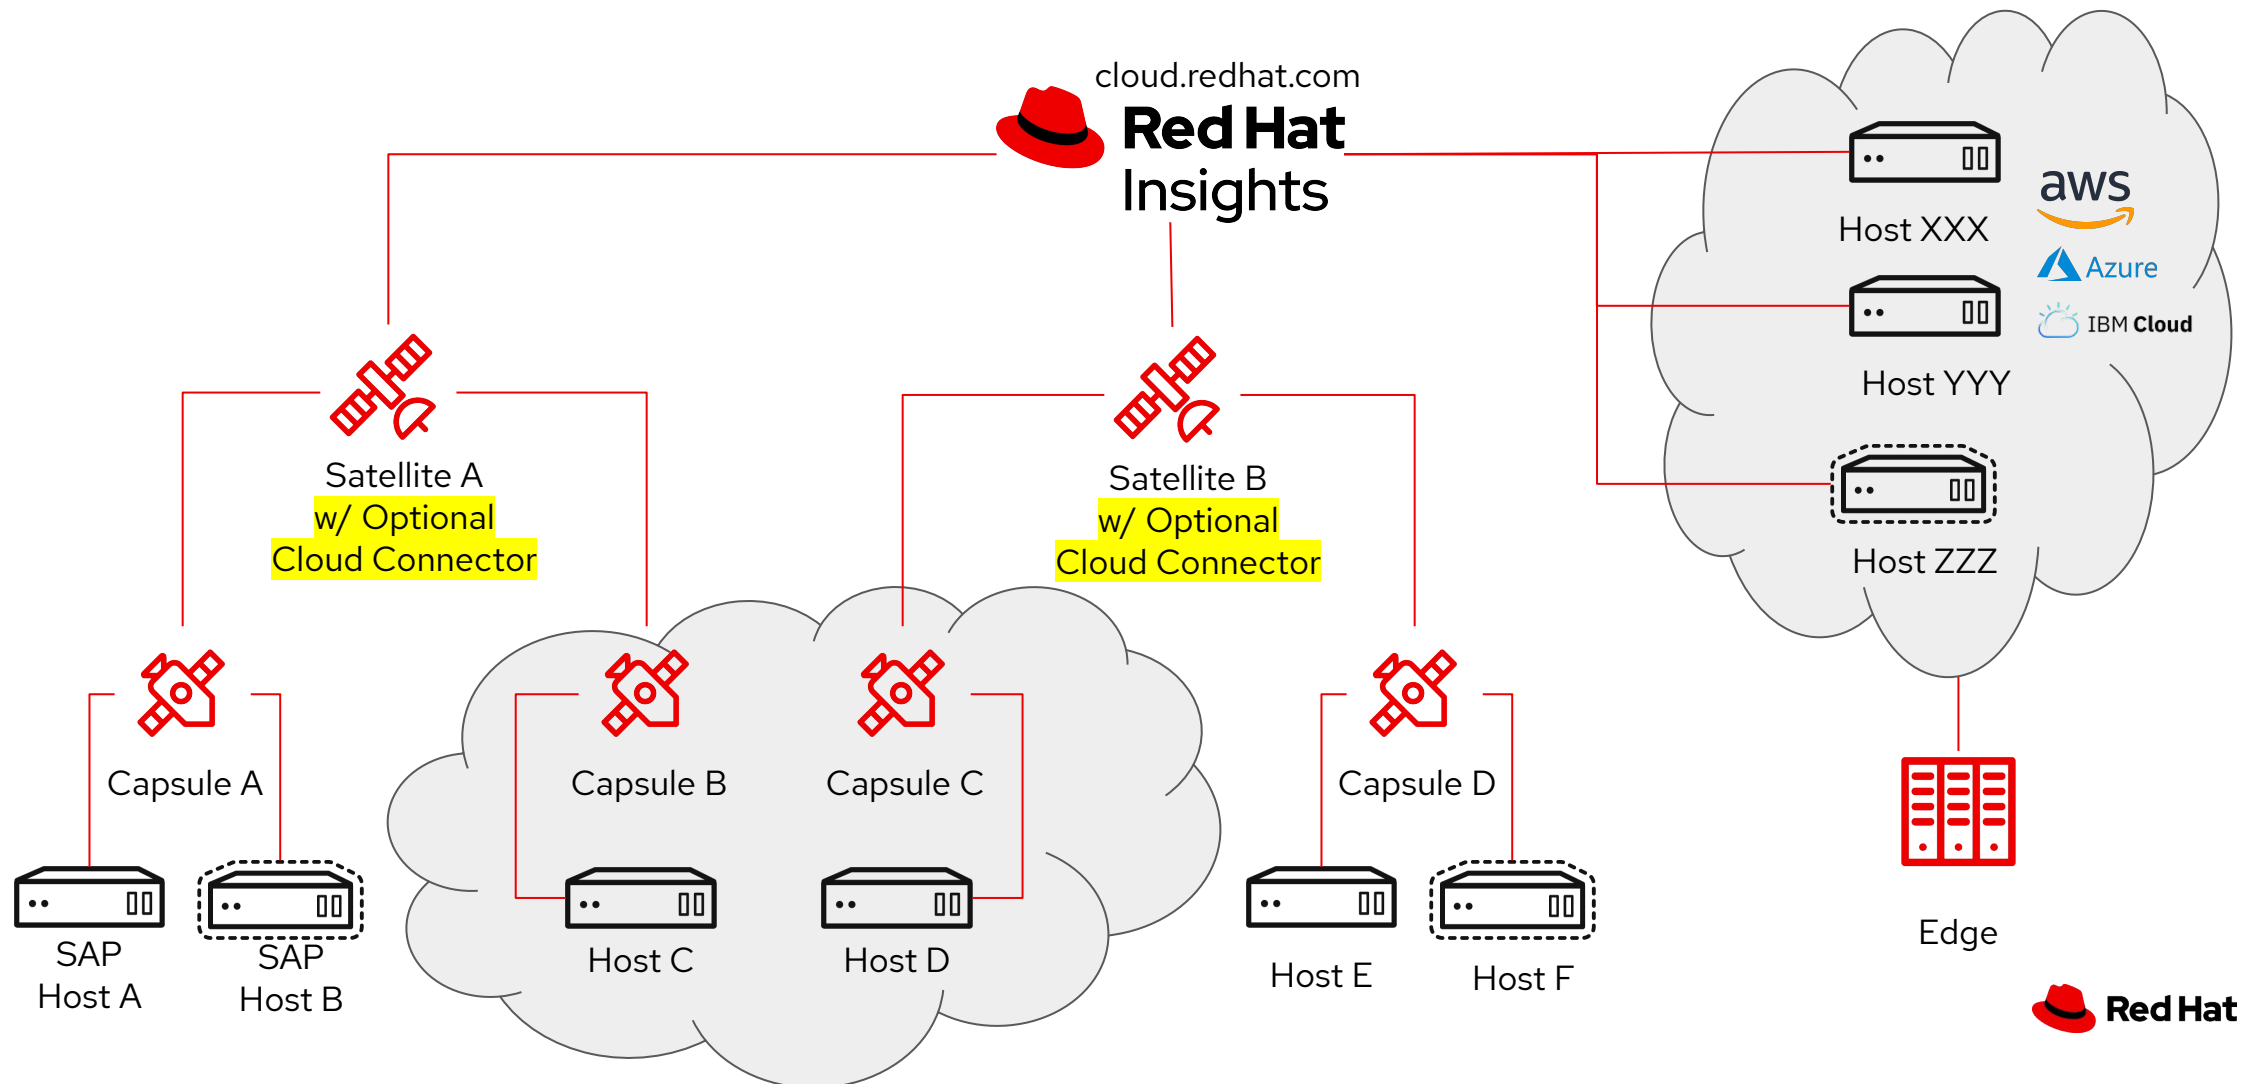 cloud.redhat.com
Red Hat
Insights
Host XXX
aws
Azure
Host YYY
IBM Cloud
Host ZZZ
Satellite A
w/ Optional
Cloud Connector
Satellite B
w/ Optional
Cloud Connector
Capsule A
Capsule B
Capsule C
Capsule D
SAP
Host A
SAP
Host B
Host C
Host D
Host E
Host F
Edge
Red Hat